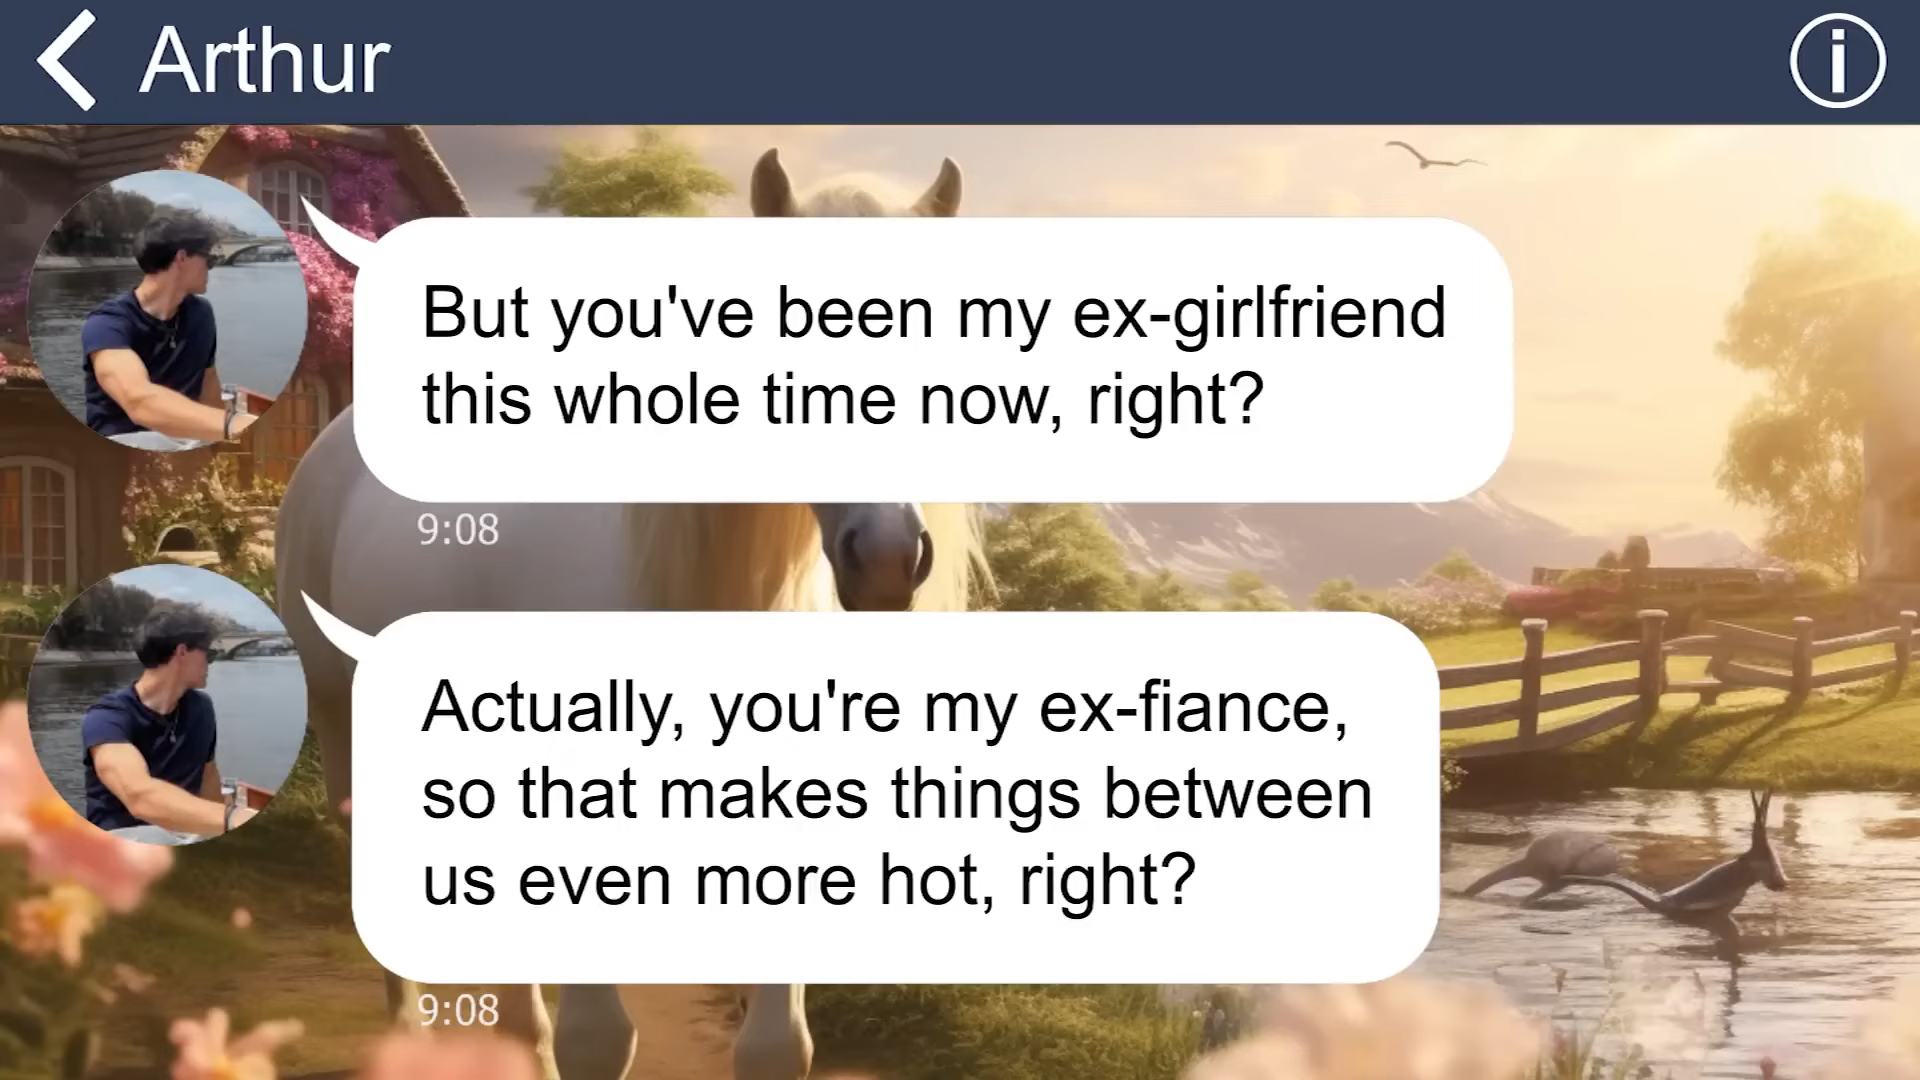 Arthur
But you've been my ex-girlfriend
this whole time now, right?
9:08
Actually, you're my ex-fiance,
so that makes things between
us even more hot, right?
9:08